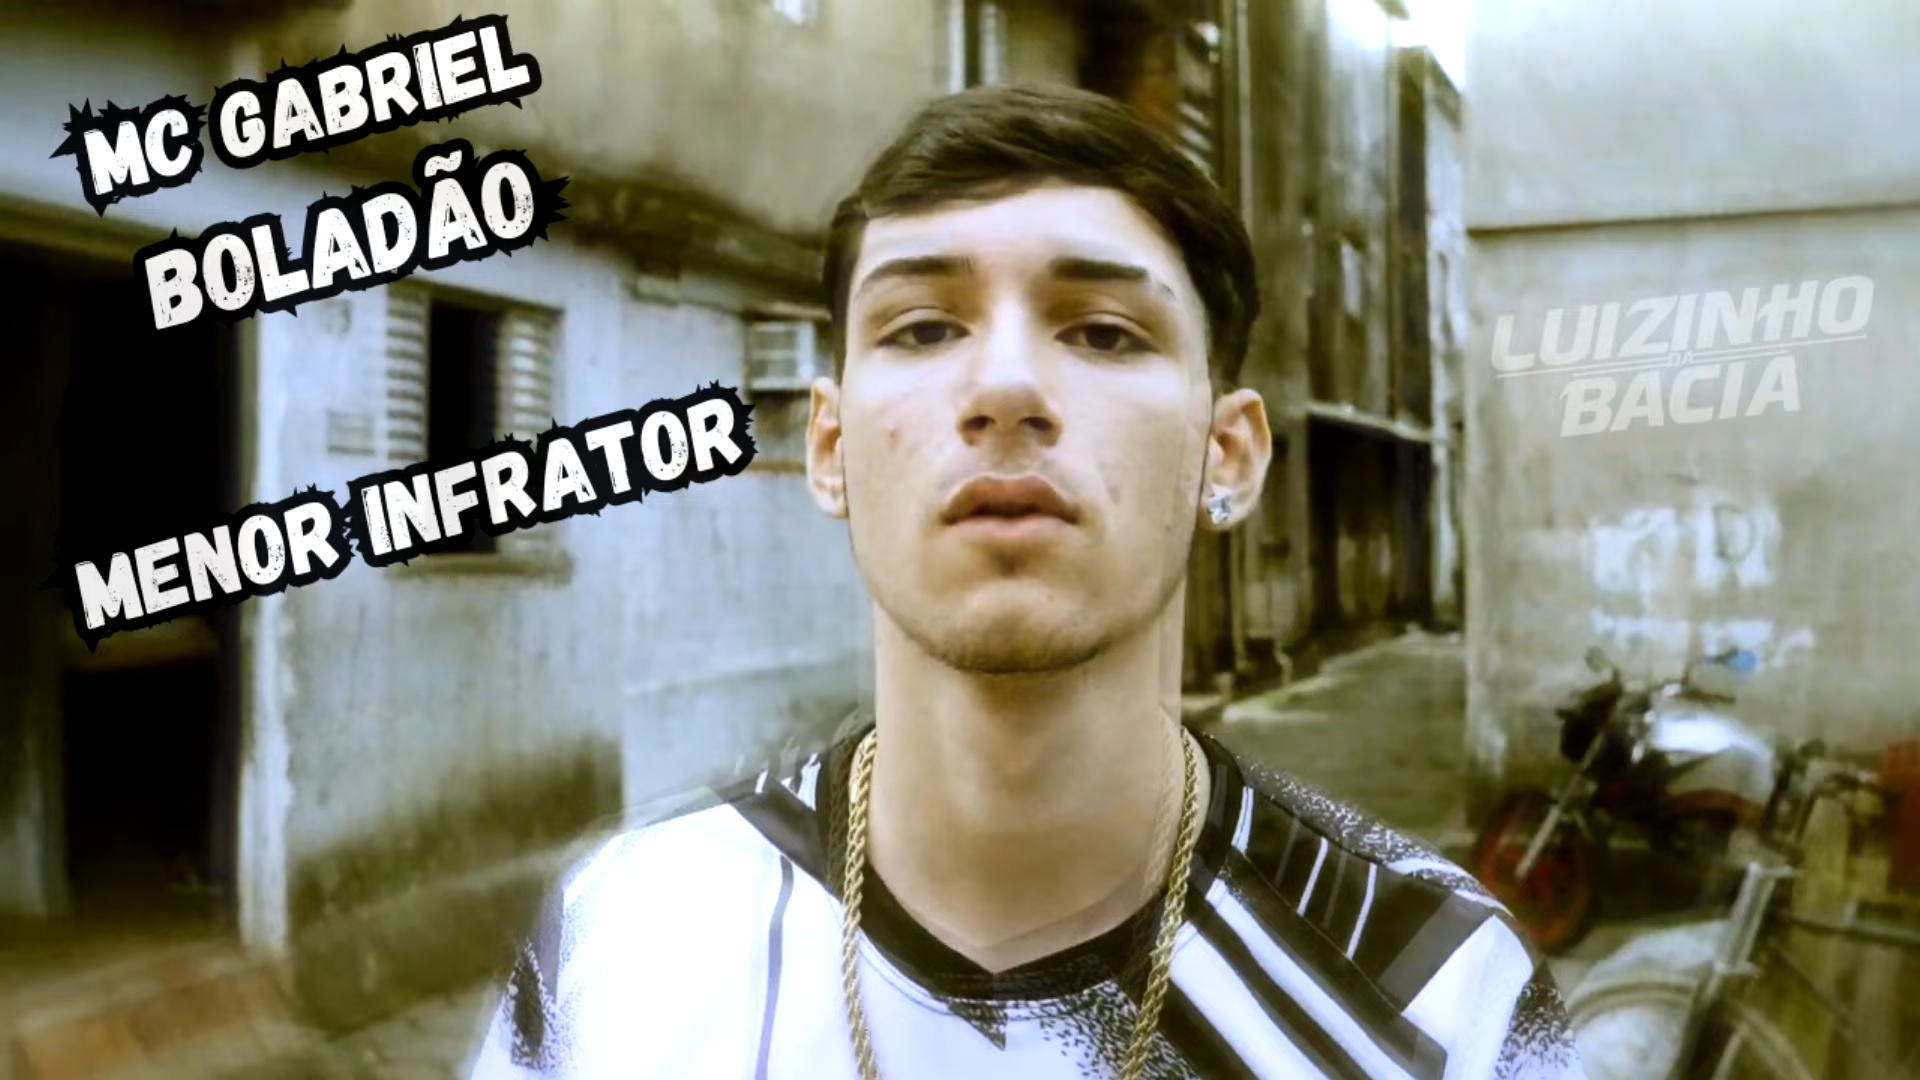 MC GABRIEL
BOLADÃO
MENOR INFRATOR
LUIZINHO
DA
BACIA